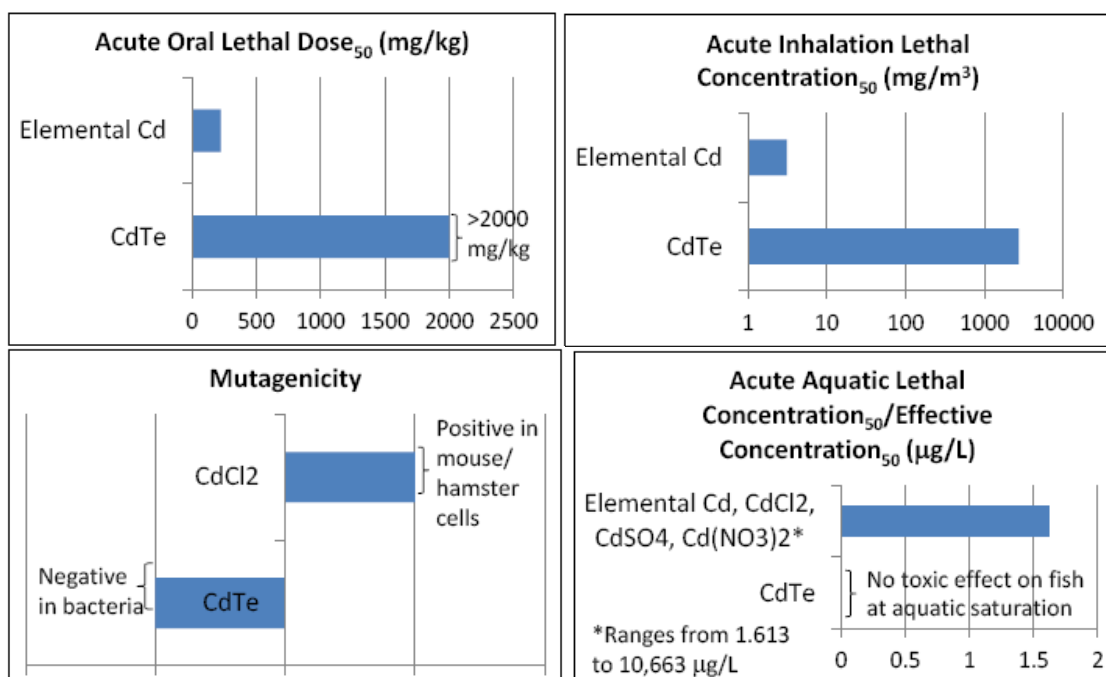 Acute Oral Lethal Dose₅₀ (mg/kg)
Elemental Cd
CdTe
>2000
mg/kg
0 500 1000 1500 2000 2500
Acute Inhalation Lethal
Concentration₅₀ (mg/m³)
Elemental Cd
CdTe
1 10 100 1000 10000
Mutagenicity
CdCl2
Positive in
mouse/
hamster
cells
Negative
in bacteria
CdTe
Acute Aquatic Lethal
Concentration₅₀/Effective
Concentration₅₀ (µg/L)
Elemental Cd, CdCl2,
CdSO4, Cd(NO3)2*
CdTe
No toxic effect on fish
at aquatic saturation
*Ranges from 1.613
to 10,663 µg/L
0 0.5 1 1.5 2